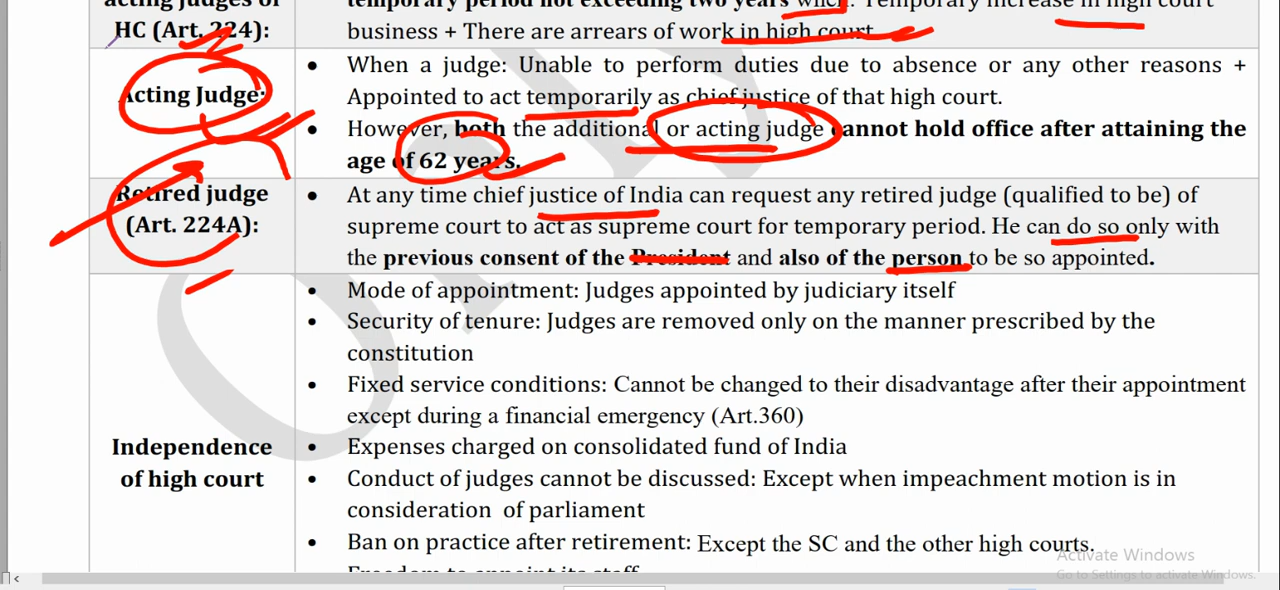 acting judges of
HC (Art. 224):
temporary period not exceeding two years when: Temporary increase in high court
business + There are arrears of work in high court
Acting Judge:
• When a judge: Unable to perform duties due to absence or any other reasons +
Appointed to act temporarily as chief justice of that high court.
• However, both the additional or acting judge cannot hold office after attaining the
age of 62 years.
Retired judge
(Art. 224A):
• At any time chief justice of India can request any retired judge (qualified to be) of
supreme court to act as supreme court for temporary period. He can do so only with
the previous consent of the President and also of the person to be so appointed.
Independence
of high court
• Mode of appointment: Judges appointed by judiciary itself
• Security of tenure: Judges are removed only on the manner prescribed by the
constitution
• Fixed service conditions: Cannot be changed to their disadvantage after their appointment
except during a financial emergency (Art.360)
• Expenses charged on consolidated fund of India
• Conduct of judges cannot be discussed: Except when impeachment motion is in
consideration of parliament
• Ban on practice after retirement: Except the SC and the other high courts.
Freedom to appoint its staff
Activate Windows
Go to Settings to activate Windows.